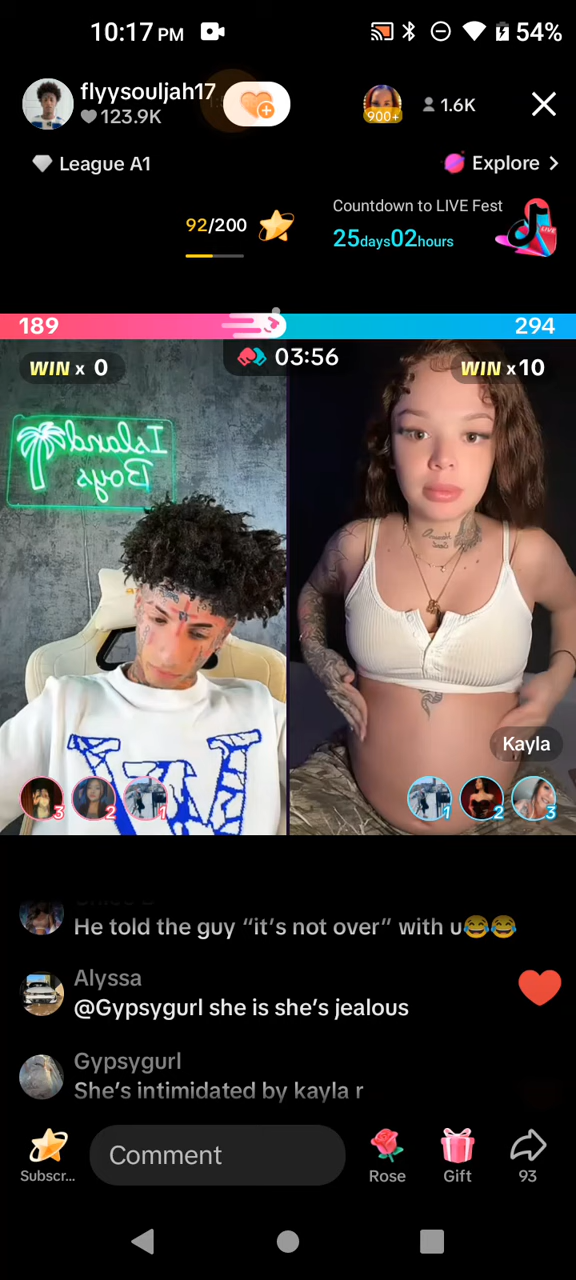 10:17 PM
54%
flyysouljah17
123.9K
900+
1.6K
League A1
Explore >
92/200
Countdown to LIVE Fest
25days02hours
LIVE
189
294
WIN x 0
03:56
WIN x10
Island
Boys
W
Kayla
3
2
1
1
2
3
He told the guy “it’s not over” with u😂😂
Alyssa
@Gypsygurl she is she’s jealous
Gypsygurl
She’s intimidated by kayla r
Subscr...
Comment
Rose
Gift
93